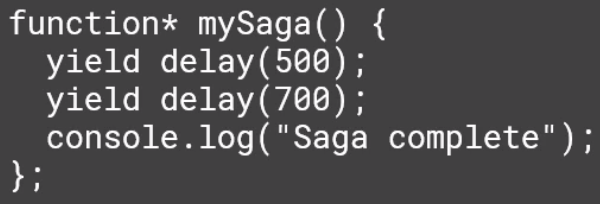 function* mySaga() {
  yield delay(500);
  yield delay(700);
  console.log("Saga complete");
};